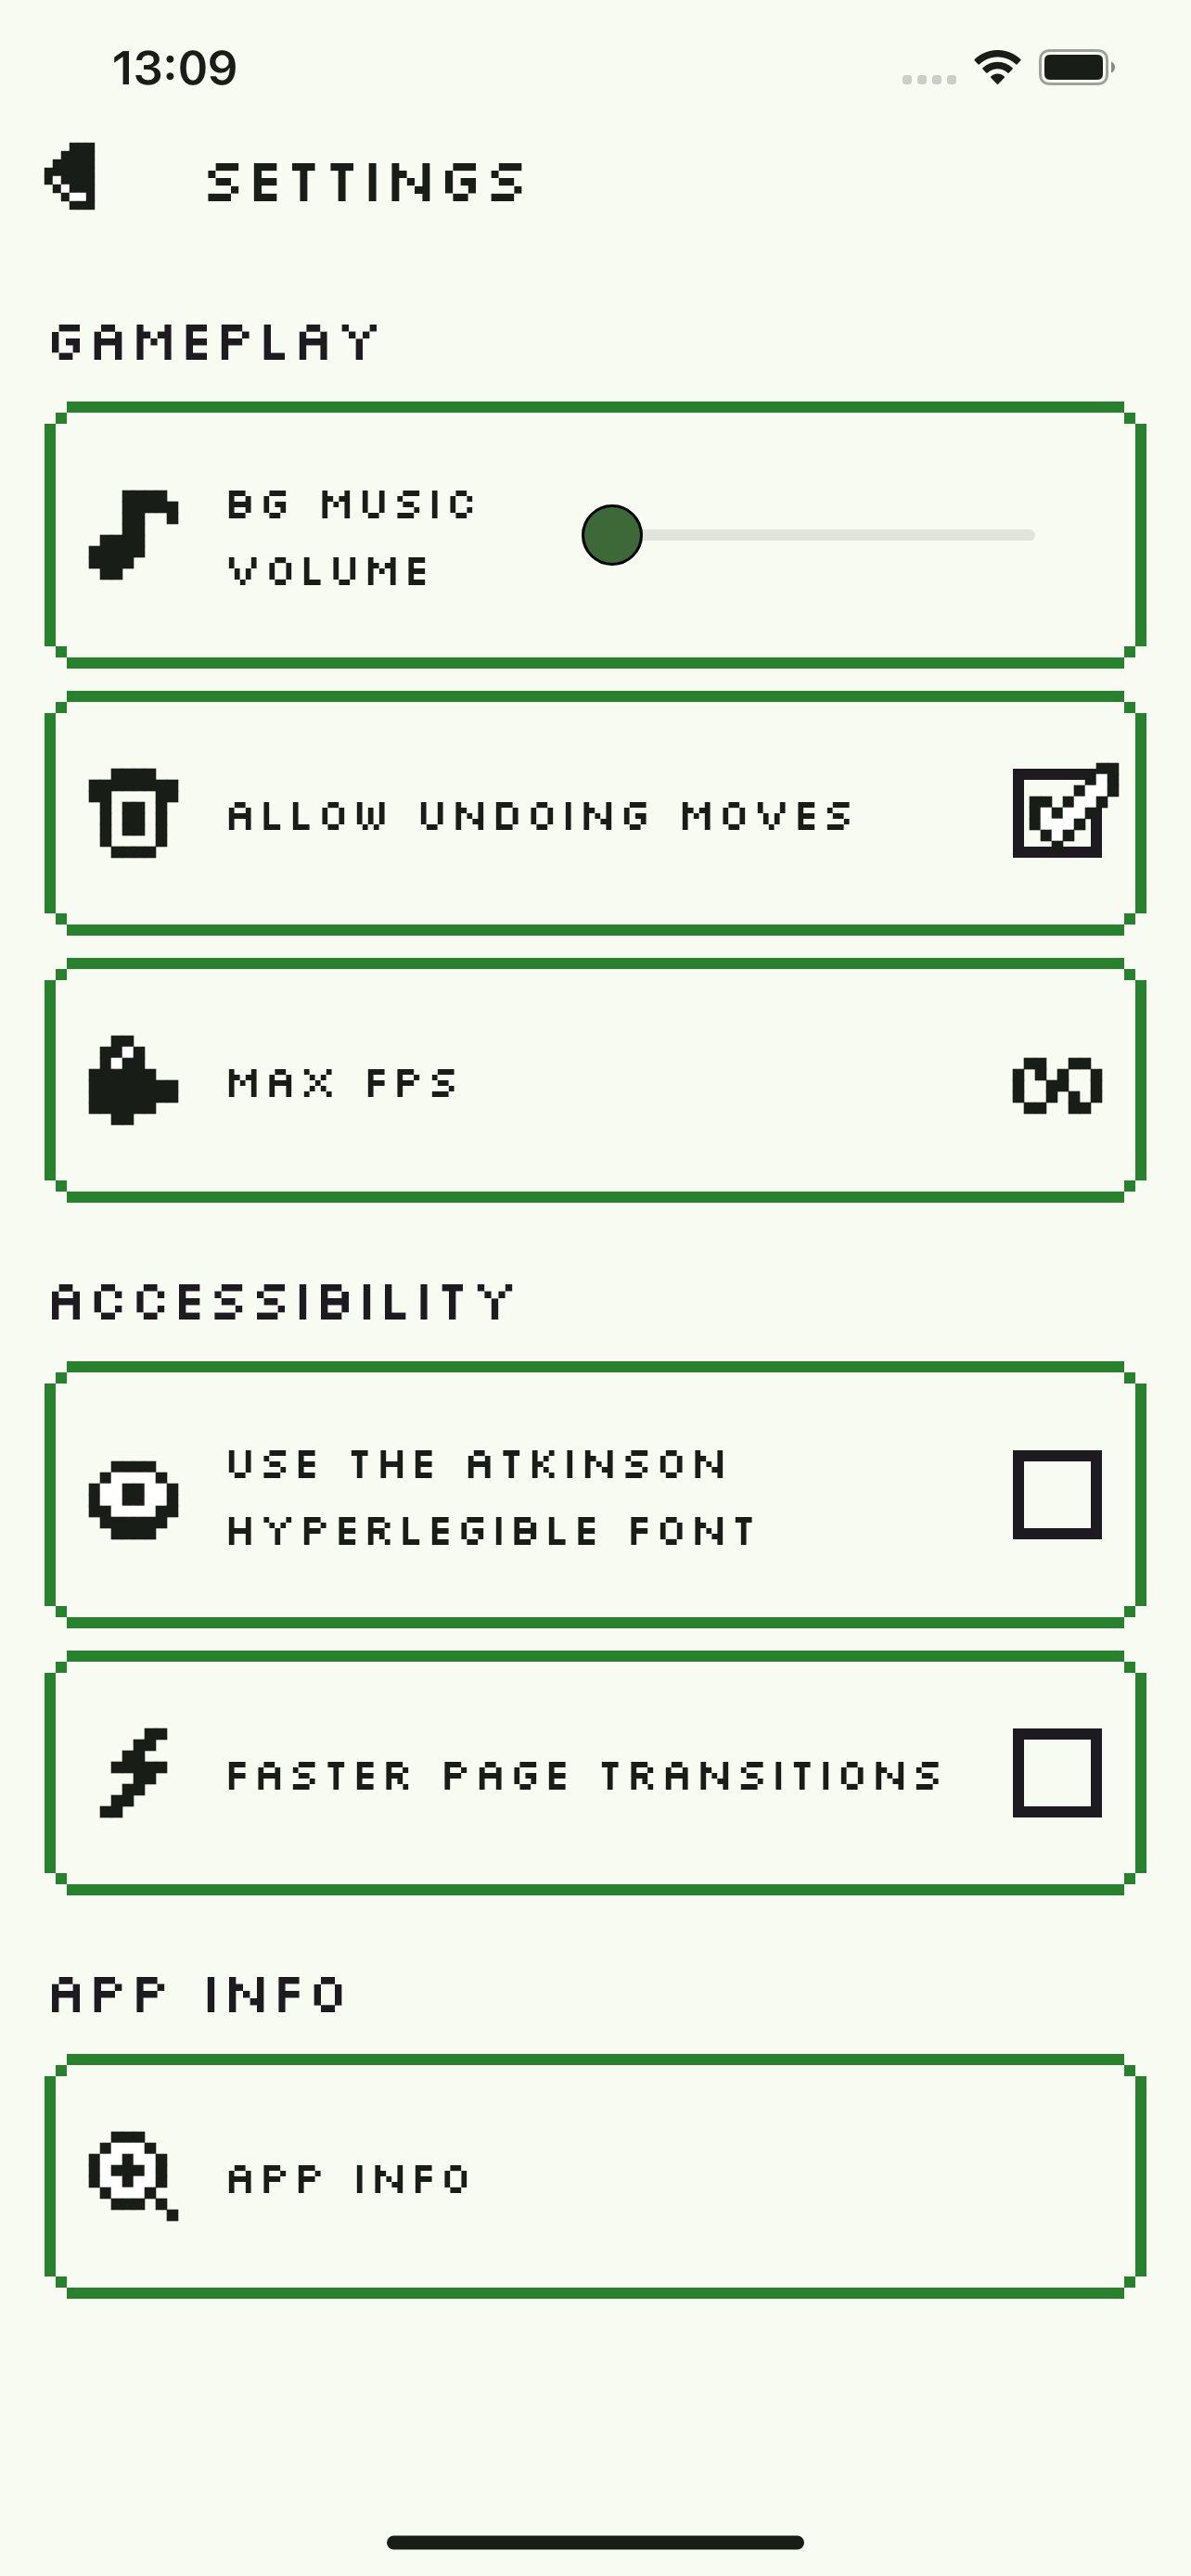 13:09
SETTINGS
GAMEPLAY
BG MUSIC
VOLUME
ALLOW UNDOING MOVES
MAX FPS
∞
ACCESSIBILITY
USE THE ATKINSON
HYPERLEGIBLE FONT
FASTER PAGE TRANSITIONS
APP INFO
APP INFO